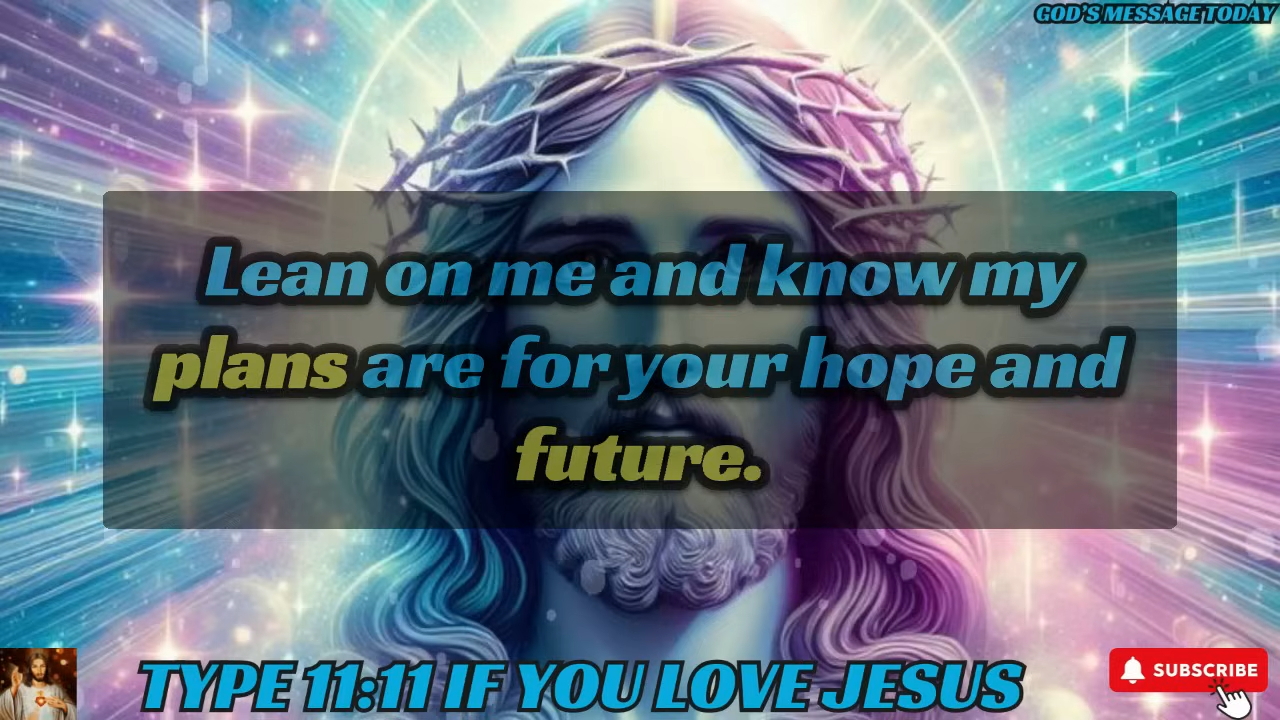 GOD'S MESSAGE TODAY
Lean on me and know my
plans are for your hope and
future.
TYPE 11:11 IF YOU LOVE JESUS
SUBSCRIBE